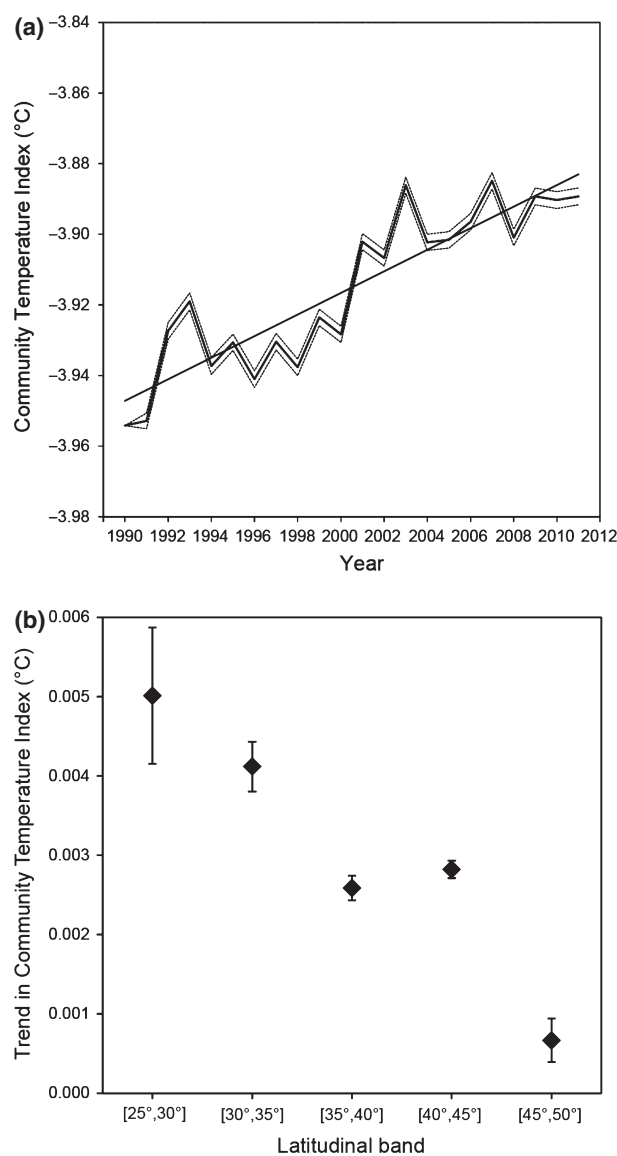 (a)
Community Temperature Index (°C)
–3.84
–3.86
–3.88
–3.90
–3.92
–3.94
–3.96
–3.98
1990 1992 1994 1996 1998 2000 2002 2004 2006 2008 2010 2012
Year
(b)
Trend in Community Temperature Index (°C)
0.006
0.005
0.004
0.003
0.002
0.001
0.000
[25°,30°] [30°,35°] [35°,40°] [40°,45°] [45°,50°]
Latitudinal band